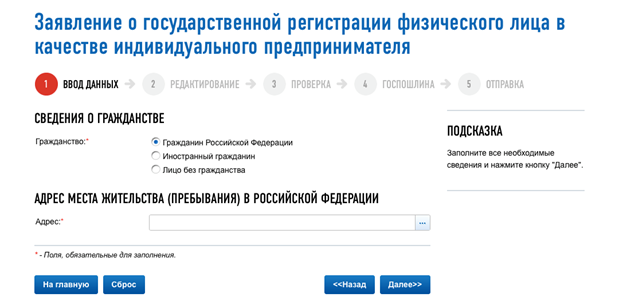 Заявление о государственной регистрации физического лица в
качестве индивидуального предпринимателя
1 ВВОД ДАННЫХ 2 РЕДАКТИРОВАНИЕ 3 ПРОВЕРКА 4 ГОСПОШЛИНА 5 ОТПРАВКА
СВЕДЕНИЯ О ГРАЖДАНСТВЕ
Гражданство:*
Гражданин Российской Федерации
Иностранный гражданин
Лицо без гражданства
АДРЕС МЕСТА ЖИТЕЛЬСТВА (ПРЕБЫВАНИЯ) В РОССИЙСКОЙ ФЕДЕРАЦИИ
Адрес:*
...
* - Поля, обязательные для заполнения.
На главную Сброс <<Назад Далее>>
ПОДСКАЗКА
Заполните все необходимые
сведения и нажмите кнопку "Далее".